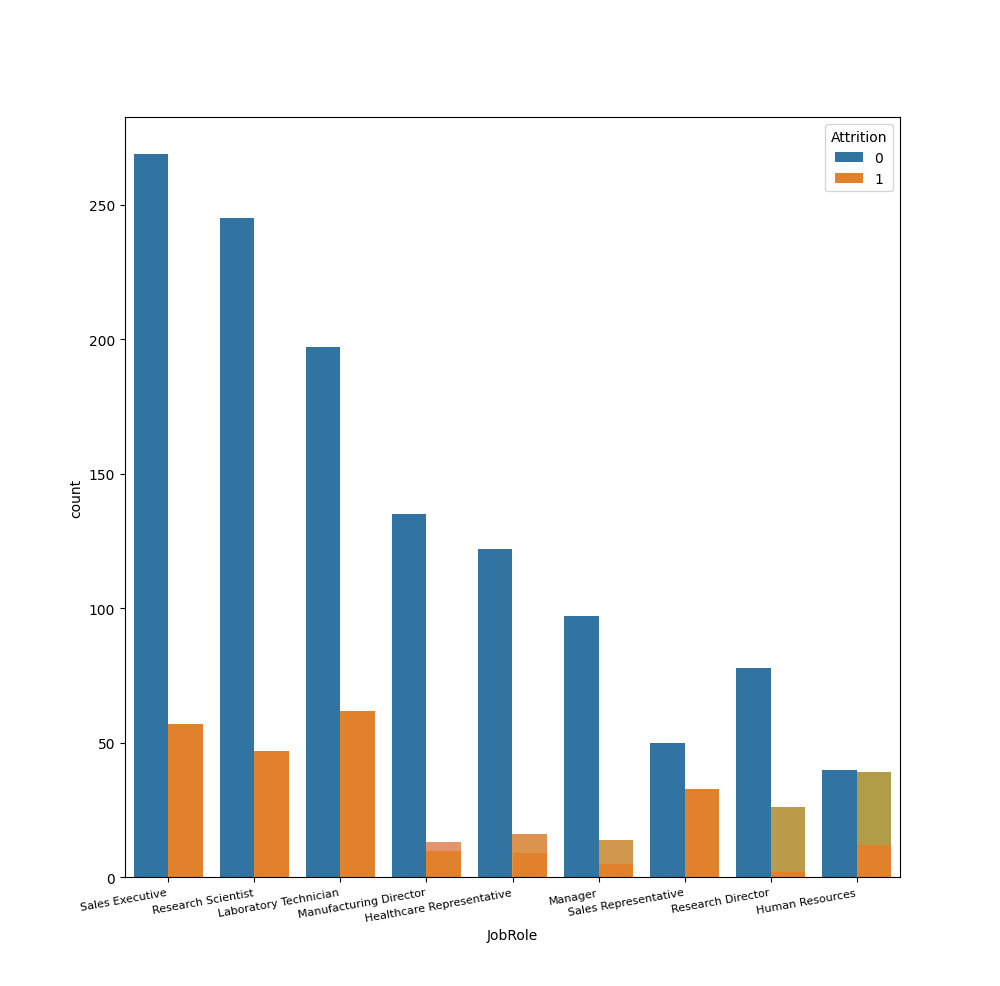 Attrition
0
1
250
200
150
100
50
0
count
Sales Executive
Research Scientist
Laboratory Technician
Manufacturing Director
Healthcare Representative
Manager
Sales Representative
Research Director
Human Resources
JobRole